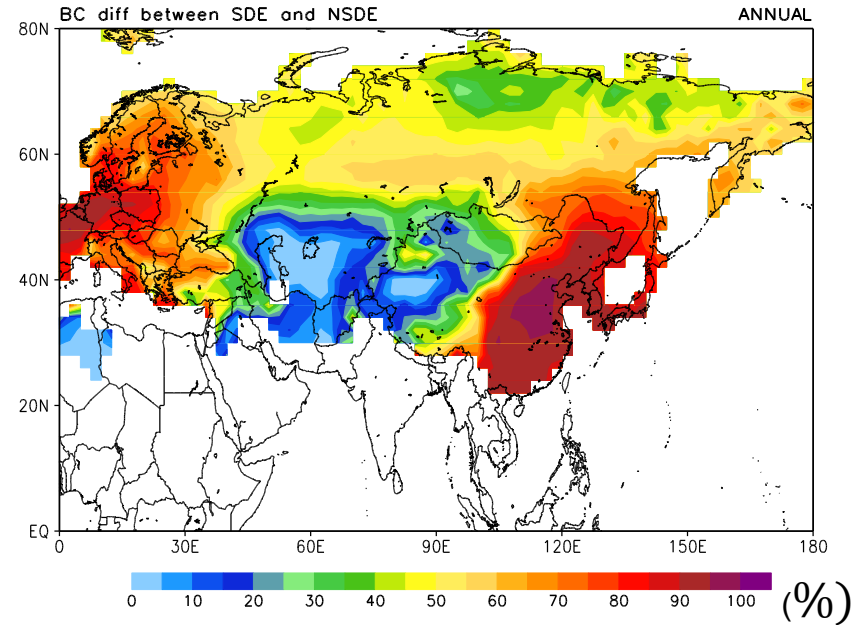 BC diff between SDE and NSDE ANNUAL
80N
60N
40N
20N
EQ
0 30E 60E 90E 120E 150E 180
0 10 20 30 40 50 60 70 80 90 100 (%)